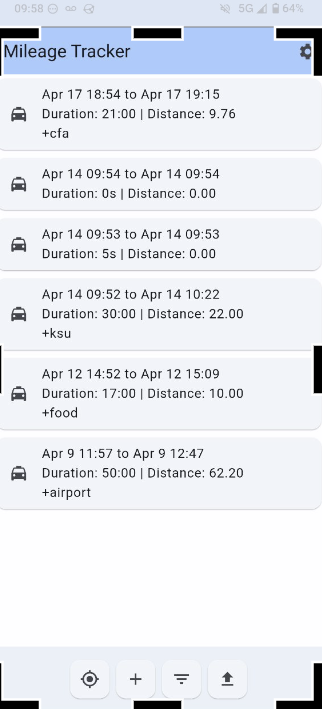 09:58 5G 64%
Mileage Tracker
Apr 17 18:54 to Apr 17 19:15
Duration: 21:00 | Distance: 9.76
+cfa
Apr 14 09:54 to Apr 14 09:54
Duration: 0s | Distance: 0.00
Apr 14 09:53 to Apr 14 09:53
Duration: 5s | Distance: 0.00
Apr 14 09:52 to Apr 14 10:22
Duration: 30:00 | Distance: 22.00
+ksu
Apr 12 14:52 to Apr 12 15:09
Duration: 17:00 | Distance: 10.00
+food
Apr 9 11:57 to Apr 9 12:47
Duration: 50:00 | Distance: 62.20
+airport